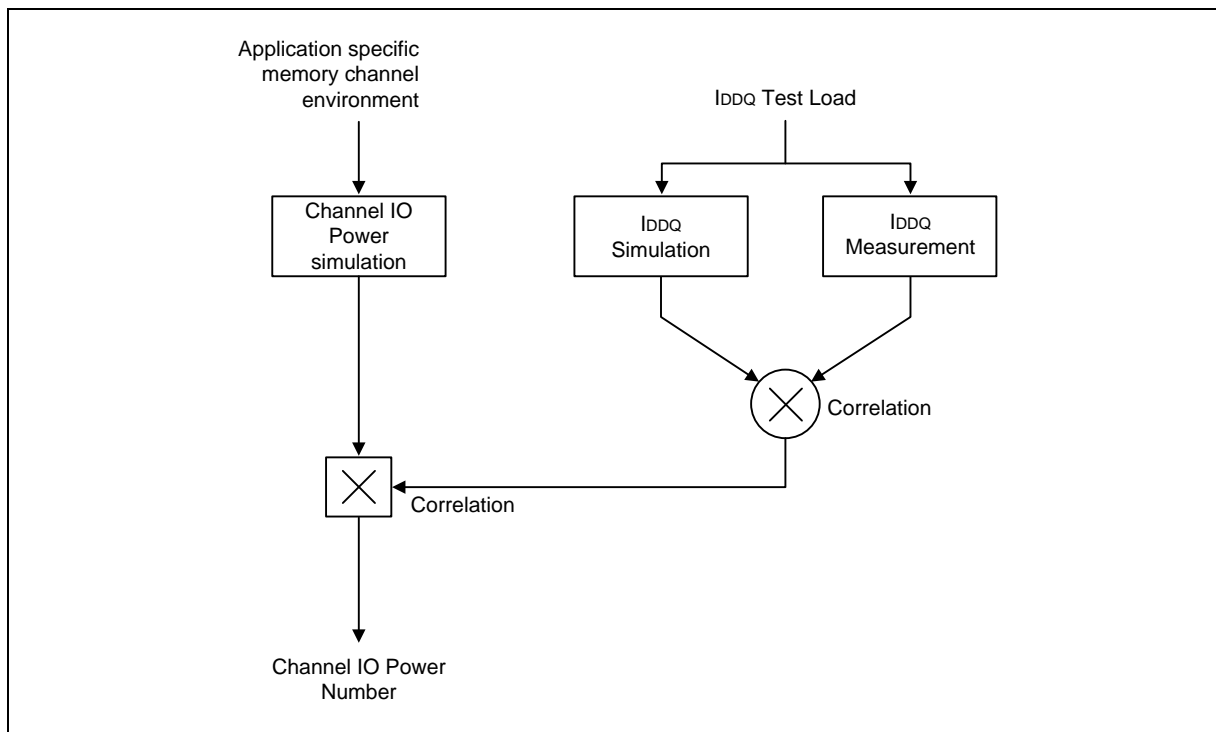 Application specific
memory channel
environment
IDDQ Test Load
Channel IO
Power
simulation
IDDQ
Simulation
IDDQ
Measurement
Correlation
Correlation
Channel IO Power
Number